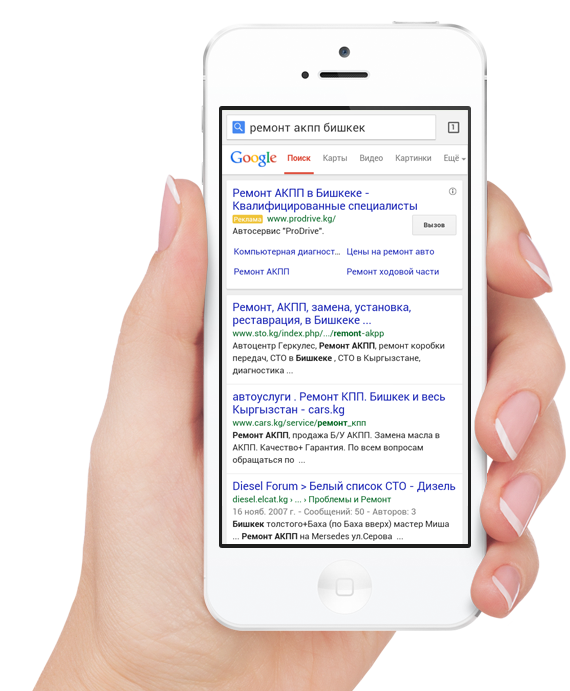 ремонт акпп бишкек
1
Google Поиск Карты Видео Картинки Ещё
Ремонт АКПП в Бишкеке -
Квалифицированные специалисты
Реклама www.prodrive.kg/
Автосервис "ProDrive".
Вызов
Компьютерная диагност... Цены на ремонт авто
Ремонт АКПП Ремонт ходовой части
Ремонт, АКПП, замена, установка,
реставрация, в Бишкеке ...
www.sto.kg/index.php/.../remont-akpp
Автоцентр Геркулес, Ремонт АКПП, ремонт коробки
передач, СТО в Бишкеке , СТО в Кыргызстане,
диагностика ...
автоуслуги . Ремонт КПП. Бишкек и весь
Кыргызстан - cars.kg
www.cars.kg/service/ремонт_кпп
Ремонт АКПП, продажа Б/У АКПП. Замена масла в
АКПП. Качество+ Гарантия. По всем вопросам
обращаться по ...
Diesel Forum > Белый список СТО - Дизель
diesel.elcat.kg › ... › Проблемы и Ремонт
16 нояб. 2007 г. - Сообщений: 50 - Авторов: 3
Бишкек толстого+Баха (по Баха вверх) мастер Миша
... Ремонт АКПП на Mersedes ул.Серова ...